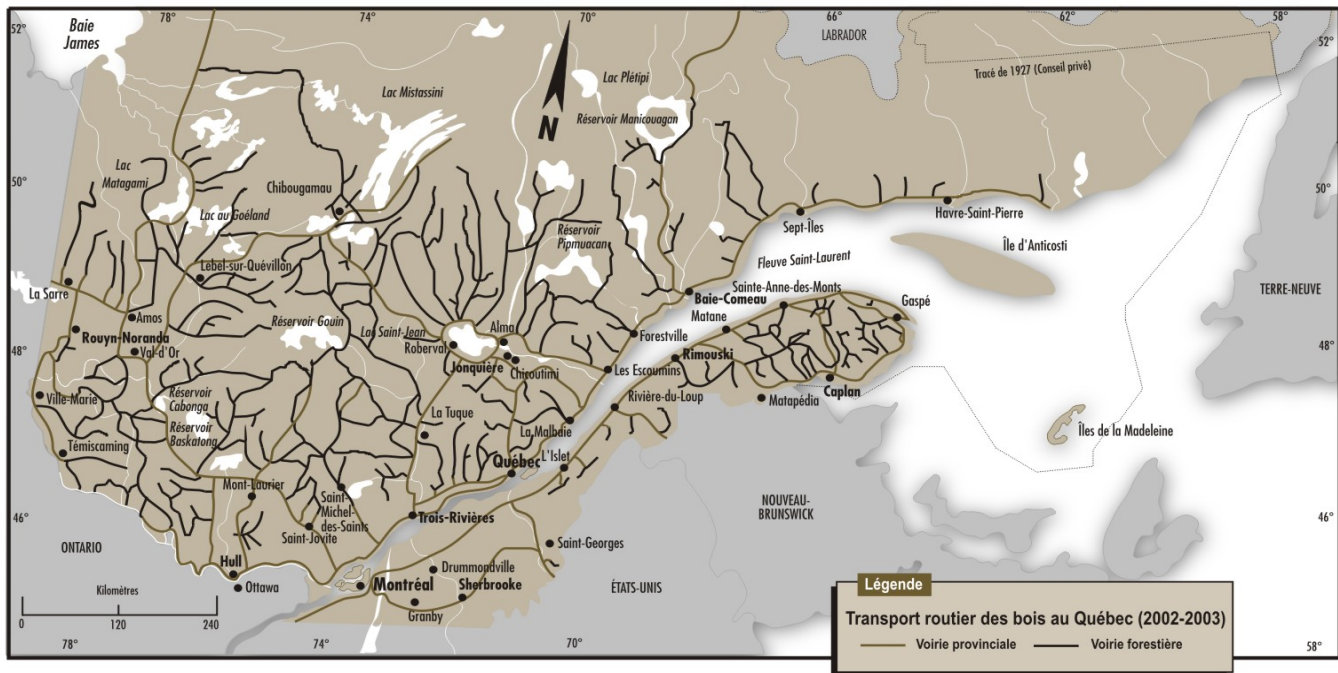 78°
74°
70°
66°
62°
58°
52°
Baie
James
LABRADOR
52°
Tracé de 1927 (Conseil privé)
Lac Plétipi
Lac Mistassini
N
Réservoir Manicouagan
Lac
Matagami
50°
Chibougamau
50°
Lac au Goéland
Havre-Saint-Pierre
Sept-Îles
Réservoir
Pipmuacan
Île d'Anticosti
Fleuve Saint-Laurent
Lebel-sur-Quévillon
Sainte-Anne-des-Monts
La Sarre
Baie-Comeau
TERRE-NEUVE
Gaspé
Amos
Réservoir Gouin
Matane
Lac Saint-Jean
Alma
Forestville
Rouyn-Noranda
Roberval
48°
Val-d'Or
Jonquière
Rimouski
48°
Chicoutimi
Les Escoumins
Ville-Marie
Réservoir
Cabonga
Caplan
Rivière-du-Loup
Matapédia
La Tuque
Réservoir
Baskatong
La Malbaie
Îles de la Madeleine
Témiscaming
Québec
L'Islet
Mont-Laurier
Saint-
Michel-
des-Saints
NOUVEAU-
BRUNSWICK
46°
Trois-Rivières
46°
Saint-Jovite
ONTARIO
Saint-Georges
Hull
Drummondville
Ottawa
Montréal
Sherbrooke
ÉTATS-UNIS
Granby
Kilomètres
0
120
240
78°
74°
70°
58°
Légende
Transport routier des bois au Québec (2002-2003)
Voirie provinciale
Voirie forestière